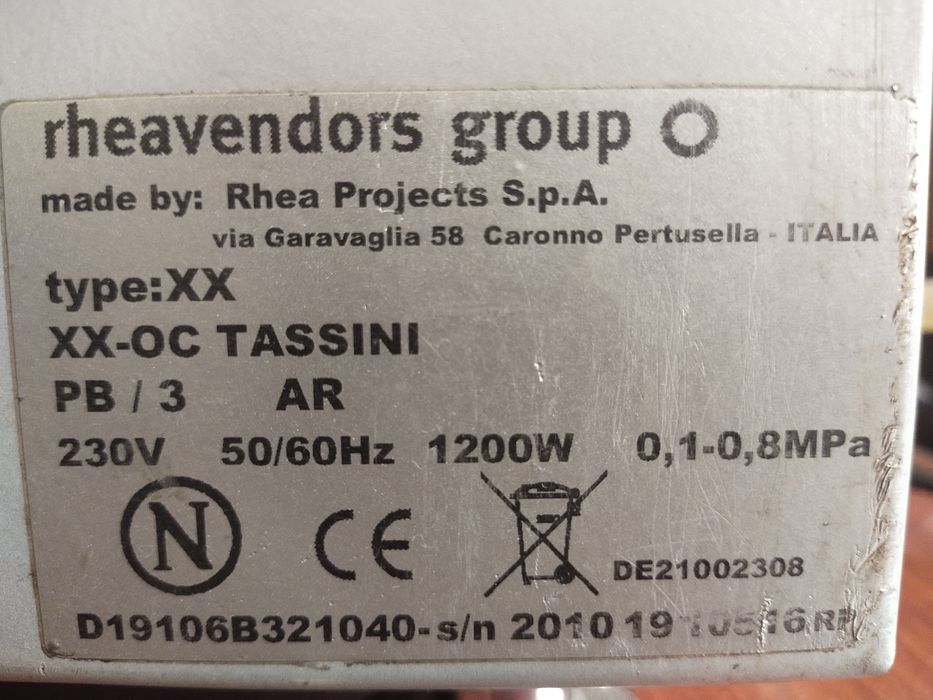 rheavendors group
made by: Rhea Projects S.p.A.
via Garavaglia 58 Caronno Pertusella - ITALIA
type:XX
XX-OC TASSINI
PB / 3 AR
230V 50/60Hz 1200W 0,1-0,8MPa
N CE
DE21002308
D19106B321040-s/n 2010 19